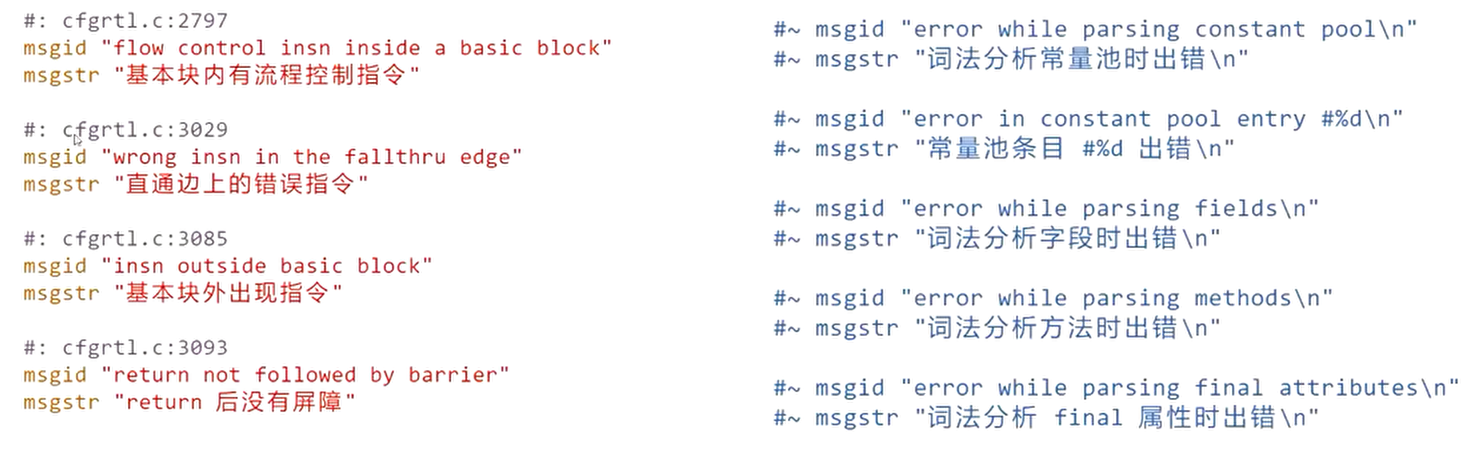 #: cfgrtl.c:2797
msgid "flow control insn inside a basic block"
msgstr "基本块内有流程控制指令"
#: cfgrtl.c:3029
msgid "wrong insn in the fallthru edge"
msgstr "直通边上的错误指令"
#: cfgrtl.c:3085
msgid "insn outside basic block"
msgstr "基本块外出现指令"
#: cfgrtl.c:3093
msgid "return not followed by barrier"
msgstr "return 后没有屏障"
#~ msgid "error while parsing constant pool\n"
#~ msgstr "词法分析常量池时出错\n"
#~ msgid "error in constant pool entry #%d\n"
#~ msgstr "常量池条目 #%d 出错\n"
#~ msgid "error while parsing fields\n"
#~ msgstr "词法分析字段时出错\n"
#~ msgid "error while parsing methods\n"
#~ msgstr "词法分析方法时出错\n"
#~ msgid "error while parsing final attributes\n"
#~ msgstr "词法分析 final 属性时出错\n"